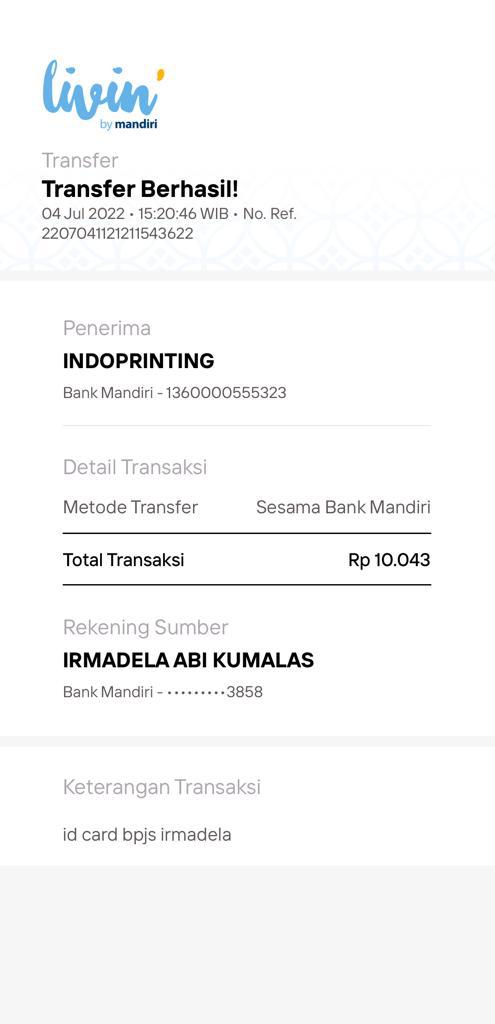 livin'
by mandiri
Transfer
Transfer Berhasil!
04 Jul 2022 • 15:20:46 WIB • No. Ref.
2207041121211543622
Penerima
INDOPRINTING
Bank Mandiri - 1360000555323
Detail Transaksi
Metode Transfer Sesama Bank Mandiri
Total Transaksi Rp 10.043
Rekening Sumber
IRMADELA ABI KUMALAS
Bank Mandiri - •••••••••3858
Keterangan Transaksi
id card bpjs irmadela